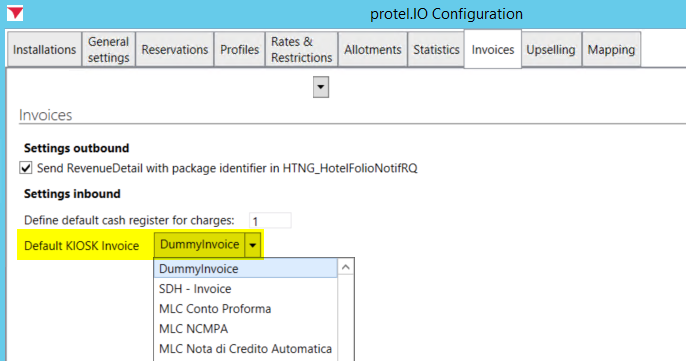 protel.IO Configuration
Installations
General settings
Reservations
Profiles
Rates & Restrictions
Allotments
Statistics
Invoices
Upselling
Mapping
Invoices
Settings outbound
Send RevenueDetail with package identifier in HTNG_HotelFolioNotifRQ
Settings inbound
Define default cash register for charges: 1
Default KIOSK Invoice DummyInvoice
DummyInvoice
SDH - Invoice
MLC Conto Proforma
MLC NCMPA
MLC Nota di Credito Automatica